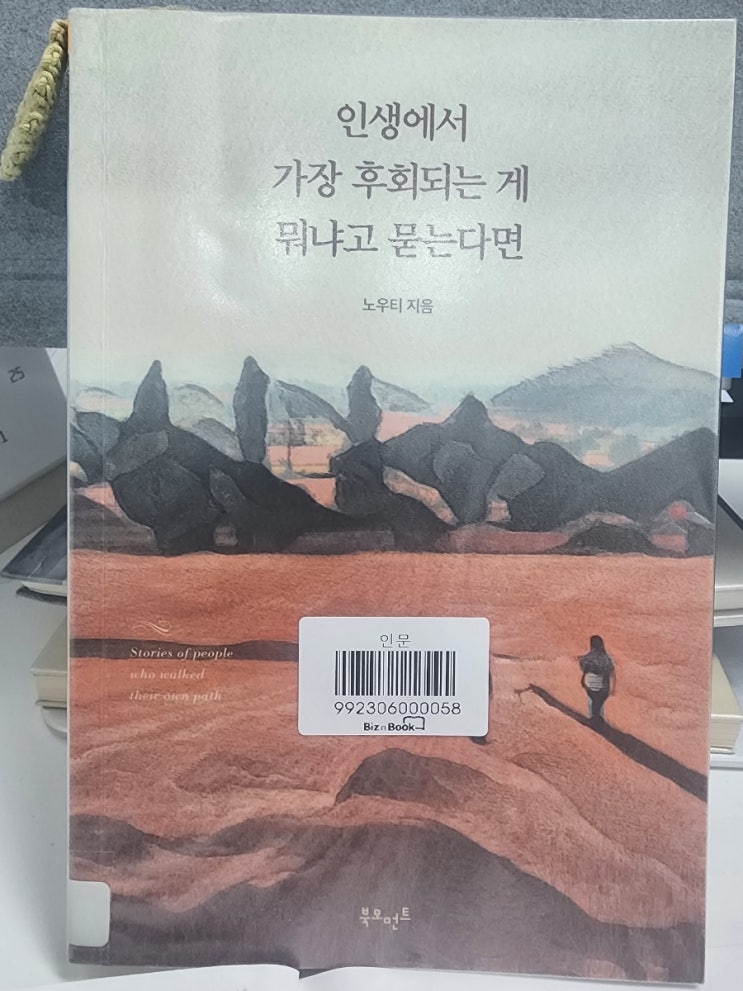 인생에서
가장 후회되는 게
뭐냐고 묻는다면
노우티 지음
25
Stories of people
who walked
their own path
인문
992306000058
Biz n Book
북모먼트